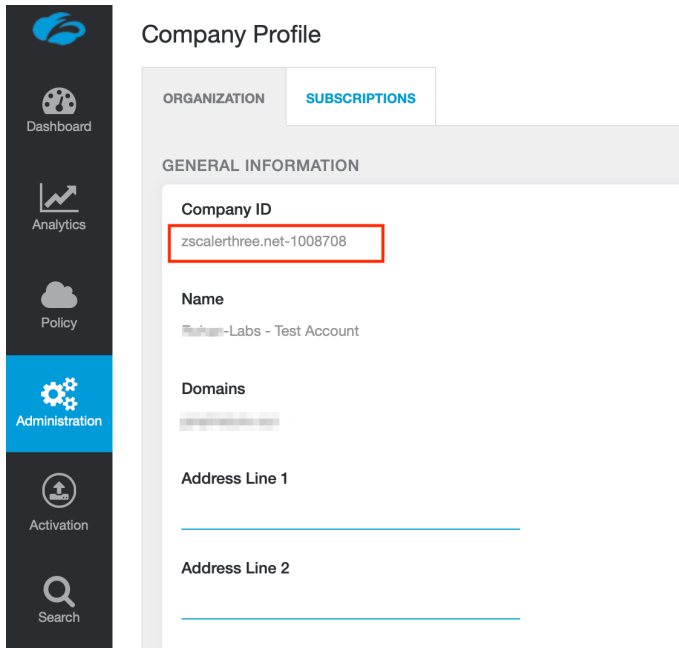 Company Profile
Dashboard
Analytics
Policy
Administration
Activation
Search
ORGANIZATION
SUBSCRIPTIONS
GENERAL INFORMATION
Company ID
zscalerthree.net-1008708
Name
-Labs - Test Account
Domains
Address Line 1
Address Line 2